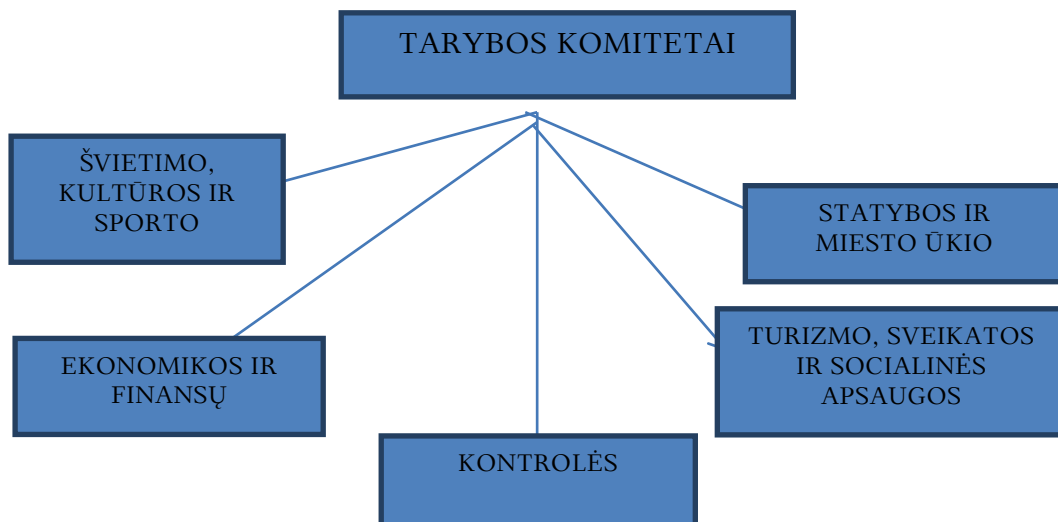 TARYBOS KOMITETAI
ŠVIETIMO,
KULTŪROS IR
SPORTO
STATYBOS IR
MIESTO ŪKIO
EKONOMIKOS IR
FINANSŲ
TURIZMO, SVEIKATOS
IR SOCIALINĖS
APSAUGOS
KONTROLĖS